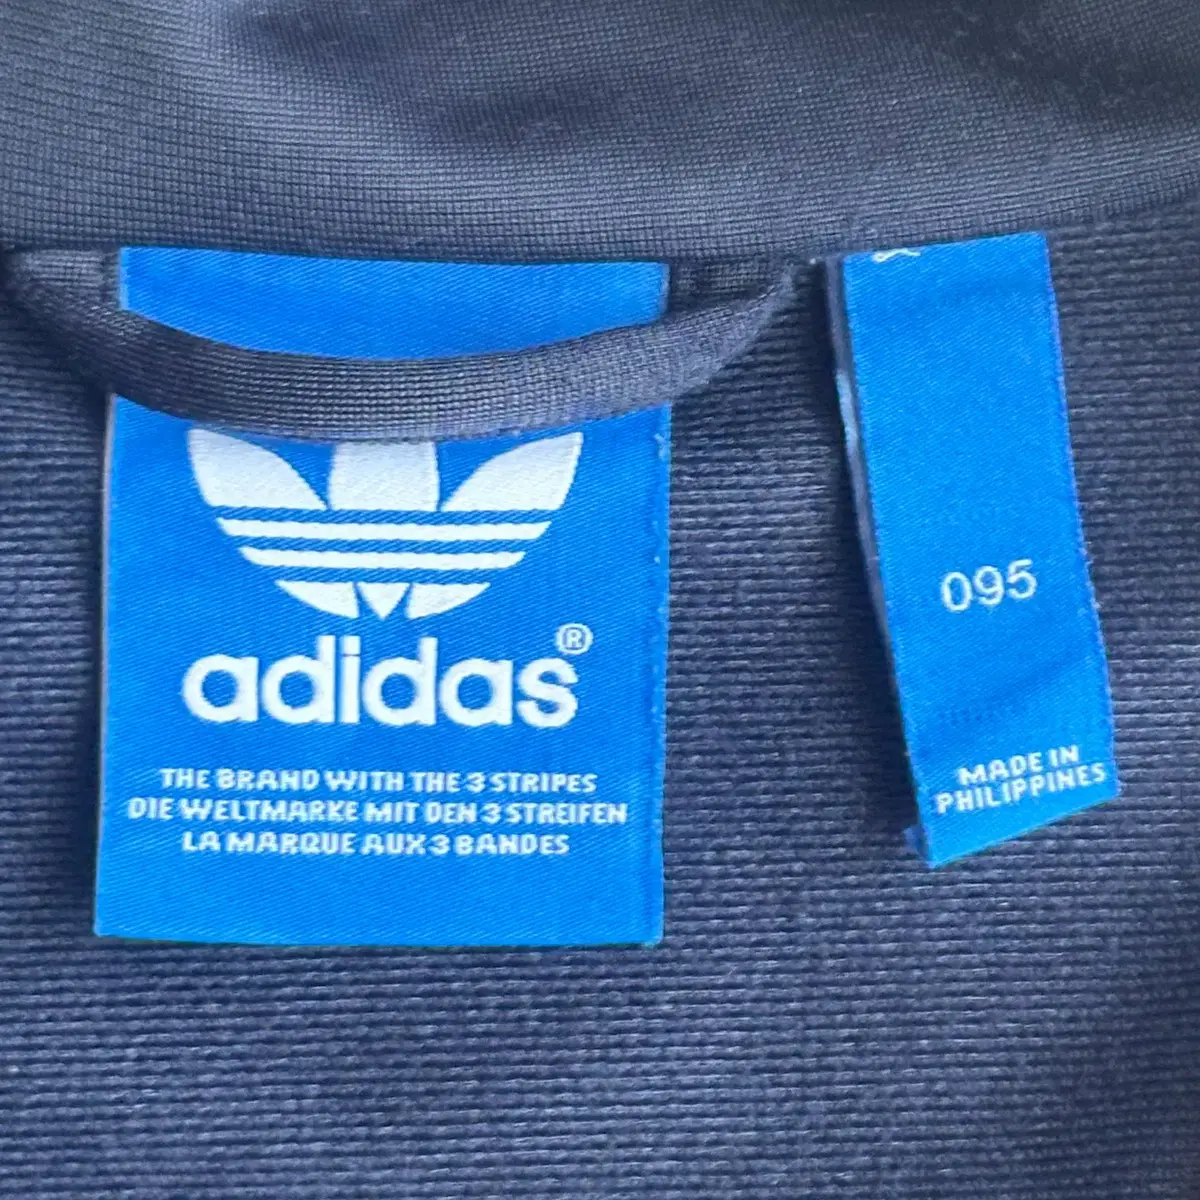 adidas®
THE BRAND WITH THE 3 STRIPES
DIE WELTMARKE MIT DEN 3 STREIFEN
LA MARQUE AUX 3 BANDES
095
MADE IN
PHILIPPINES